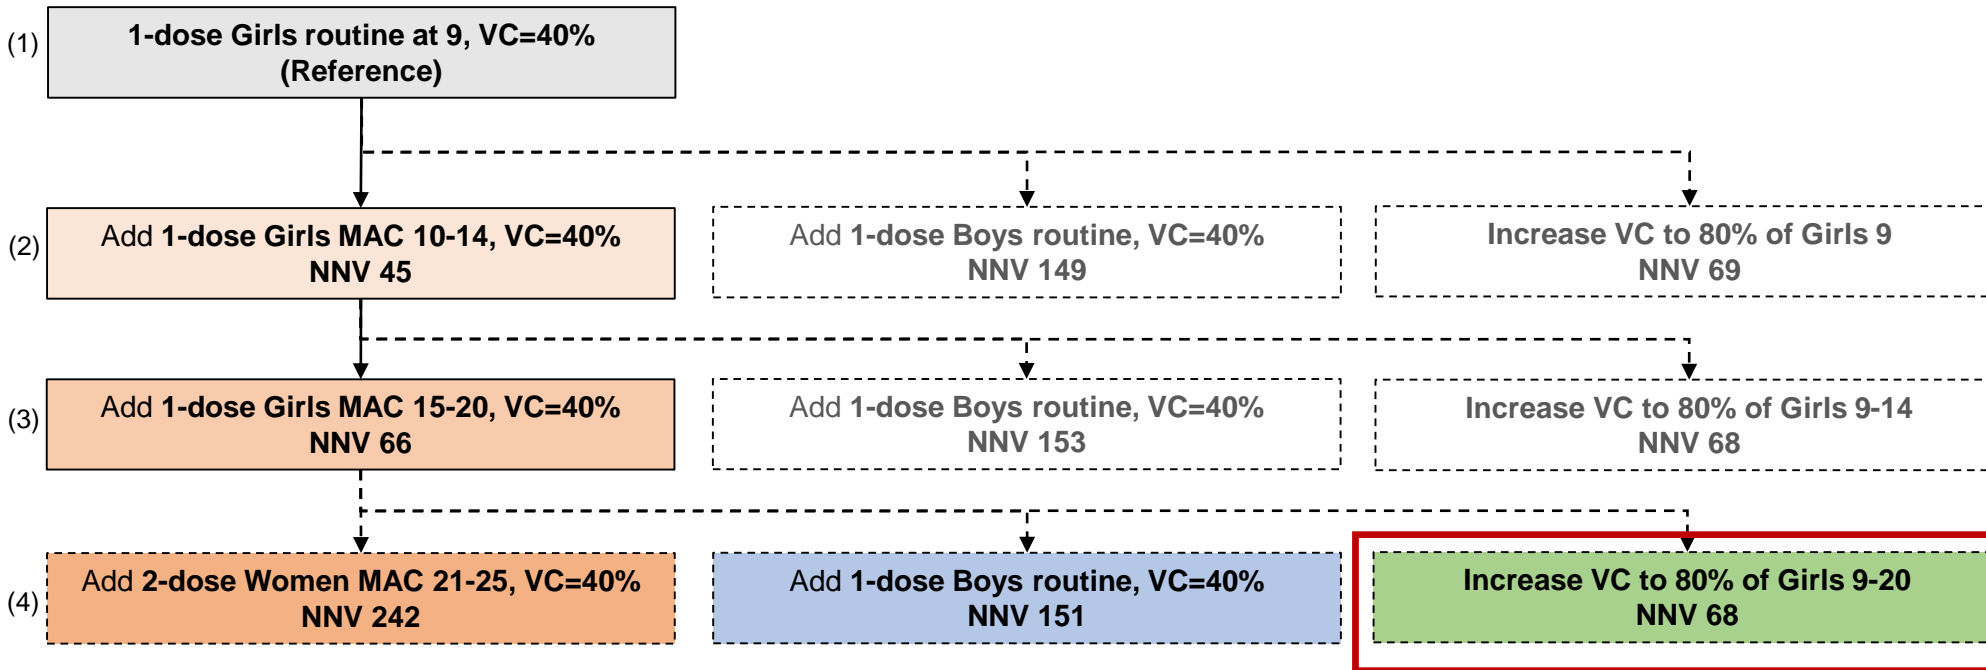 (1)
1-dose Girls routine at 9, VC=40%
(Reference)
(2)
Add 1-dose Girls MAC 10-14, VC=40%
NNV 45
Add 1-dose Boys routine, VC=40%
NNV 149
Increase VC to 80% of Girls 9
NNV 69
(3)
Add 1-dose Girls MAC 15-20, VC=40%
NNV 66
Add 1-dose Boys routine, VC=40%
NNV 153
Increase VC to 80% of Girls 9-14
NNV 68
(4)
Add 2-dose Women MAC 21-25, VC=40%
NNV 242
Add 1-dose Boys routine, VC=40%
NNV 151
Increase VC to 80% of Girls 9-20
NNV 68